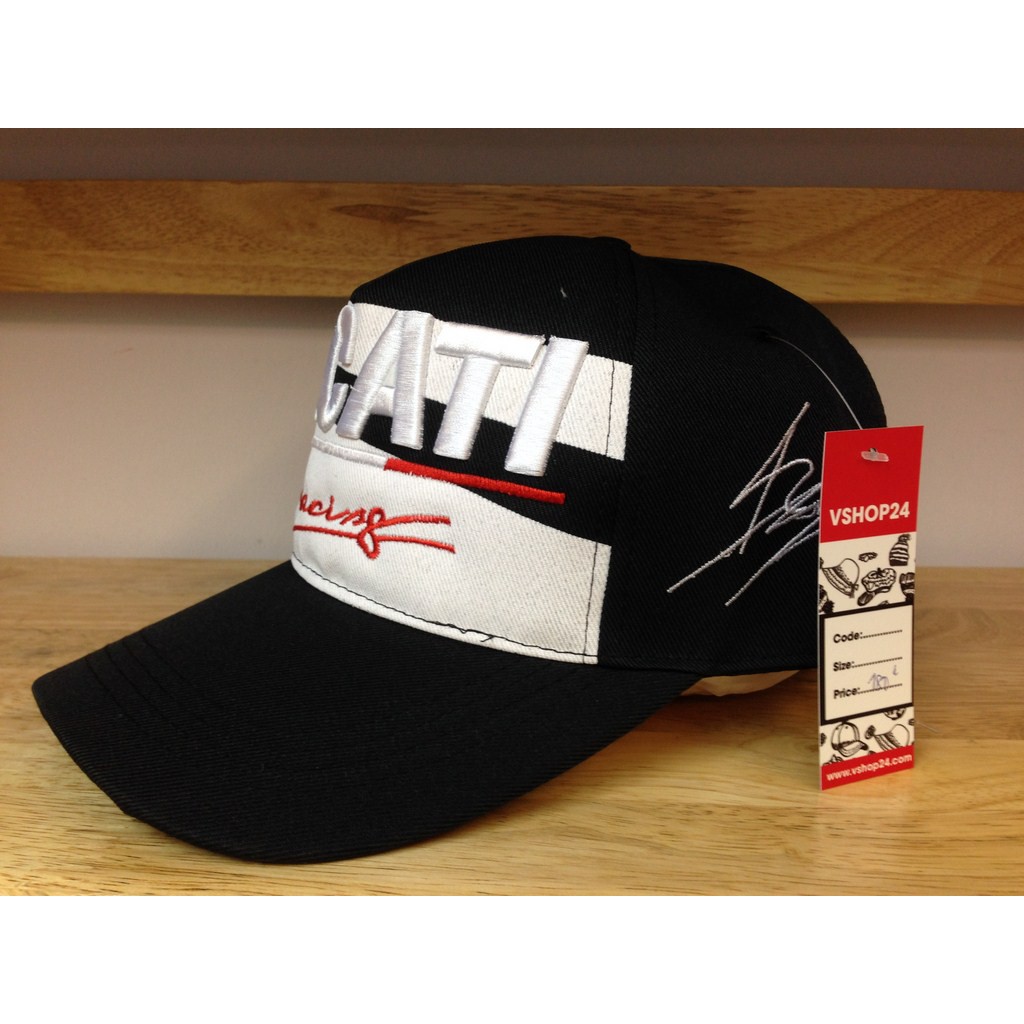 CATI
acing
VSHOP24
Code:................
Size:................
Price:................
www.vshop24.com